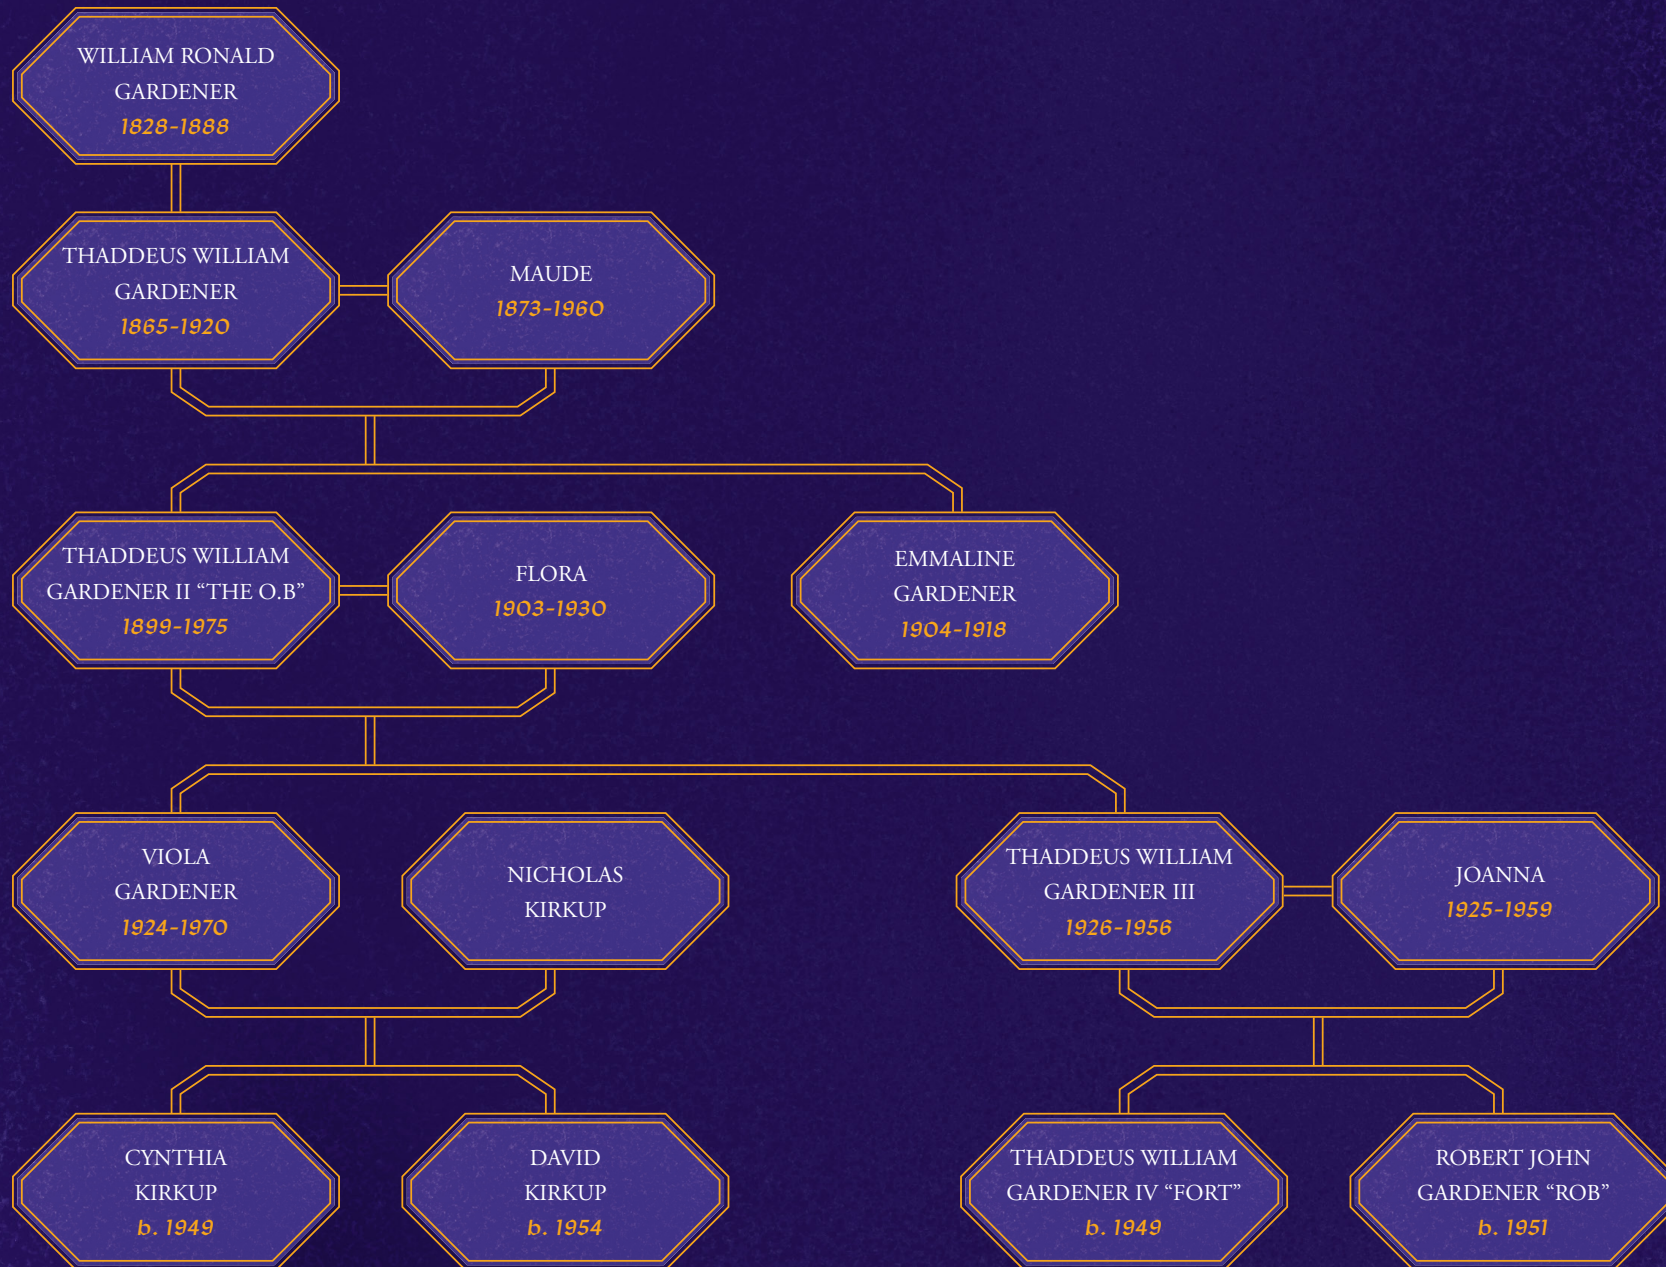 WILLIAM RONALD
GARDENER
1828-1888
THADDEUS WILLIAM
GARDENER
1865-1920
MAUDE
1873-1960
THADDEUS WILLIAM
GARDENER II “THE O.B”
1899-1975
FLORA
1903-1930
EMMALINE
GARDENER
1904-1918
VIOLA
GARDENER
1924-1970
NICHOLAS
KIRKUP
THADDEUS WILLIAM
GARDENER III
1926-1956
JOANNA
1925-1959
CYNTHIA
KIRKUP
b. 1949
DAVID
KIRKUP
b. 1954
THADDEUS WILLIAM
GARDENER IV “FORT”
b. 1949
ROBERT JOHN
GARDENER “ROB”
b. 1951